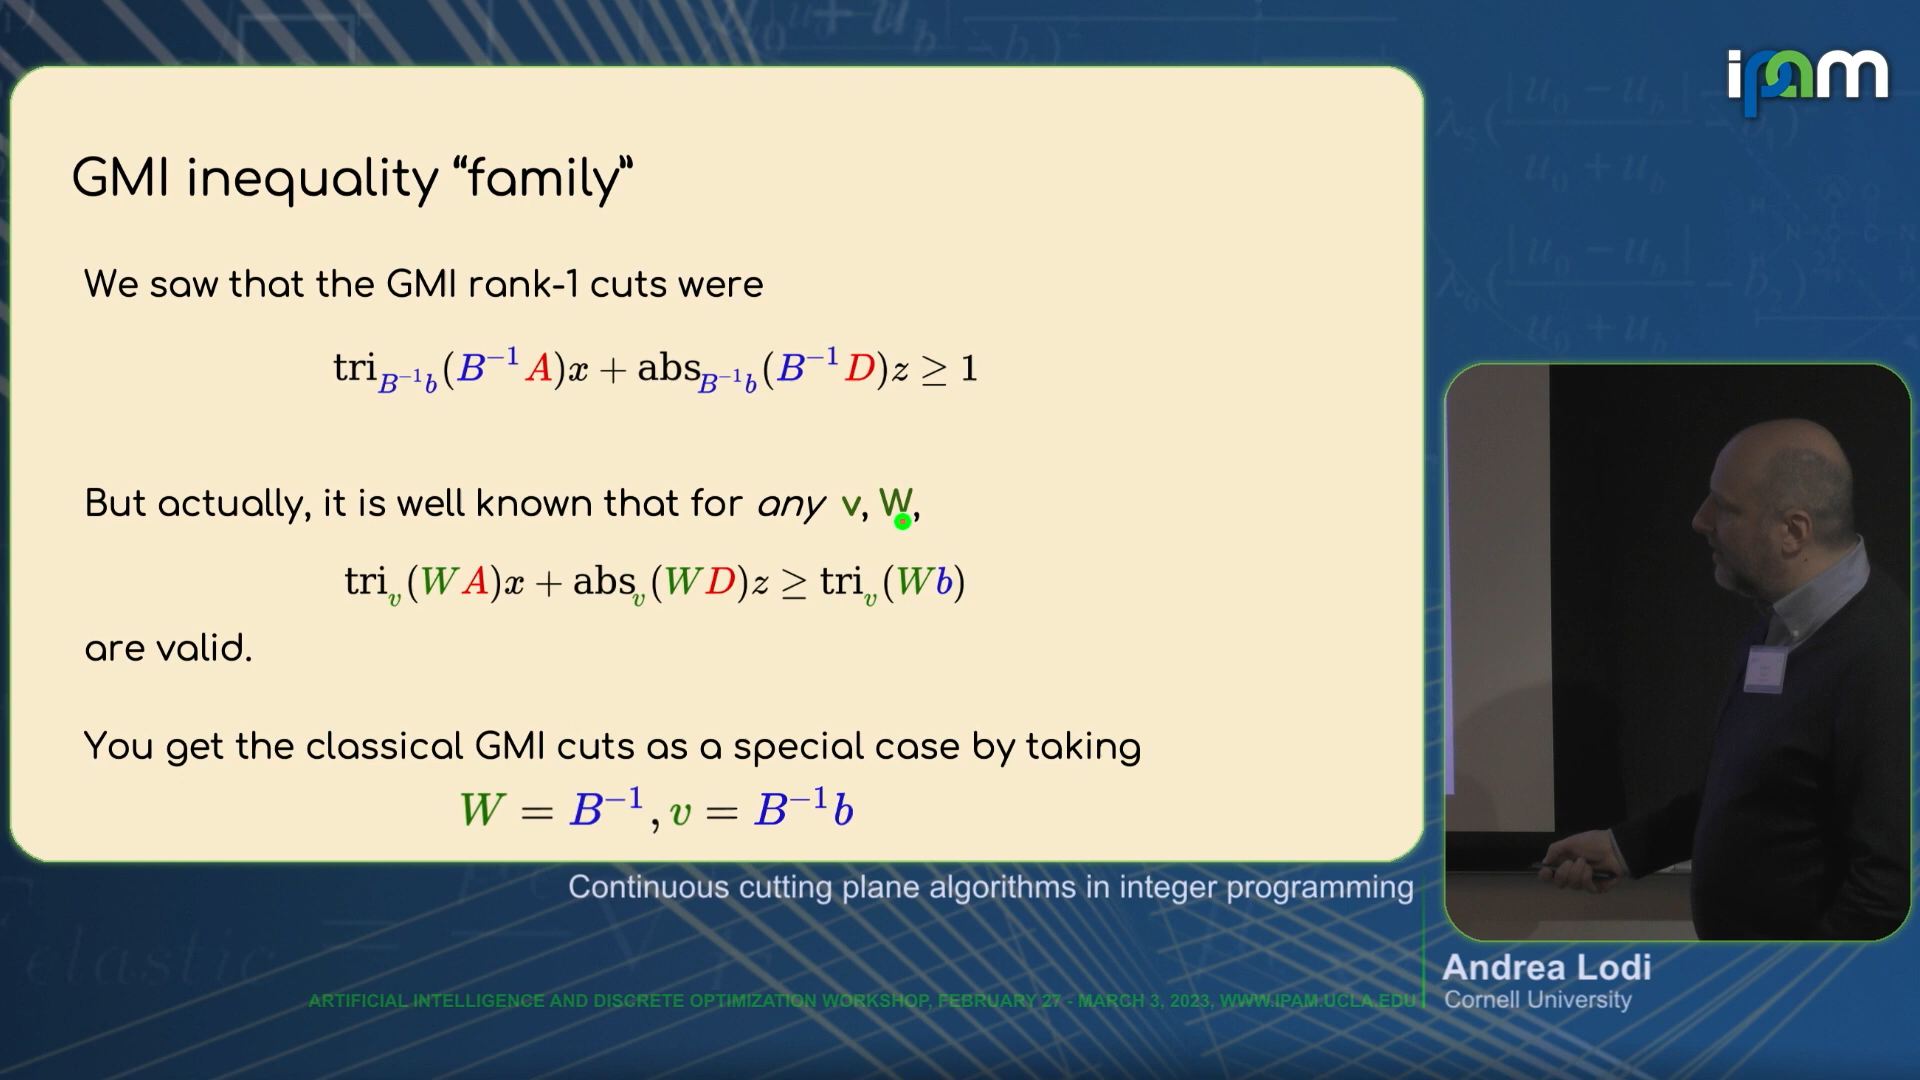 ipam
GMI inequality “family”
We saw that the GMI rank-1 cuts were
tri_{B^{-1}b}(B^{-1}A)x + abs_{B^{-1}b}(B^{-1}D)z ≥ 1
But actually, it is well known that for any v, W,
tri_v(WA)x + abs_v(WD)z ≥ tri_v(Wb)
are valid.
You get the classical GMI cuts as a special case by taking
W = B^{-1}, v = B^{-1}b
Continuous cutting plane algorithms in integer programming
Andrea Lodi
Cornell University
ARTIFICIAL INTELLIGENCE AND DISCRETE OPTIMIZATION WORKSHOP, FEBRUARY 27 - MARCH 3, 2023, WWW.IPAM.UCLA.EDU
elastic